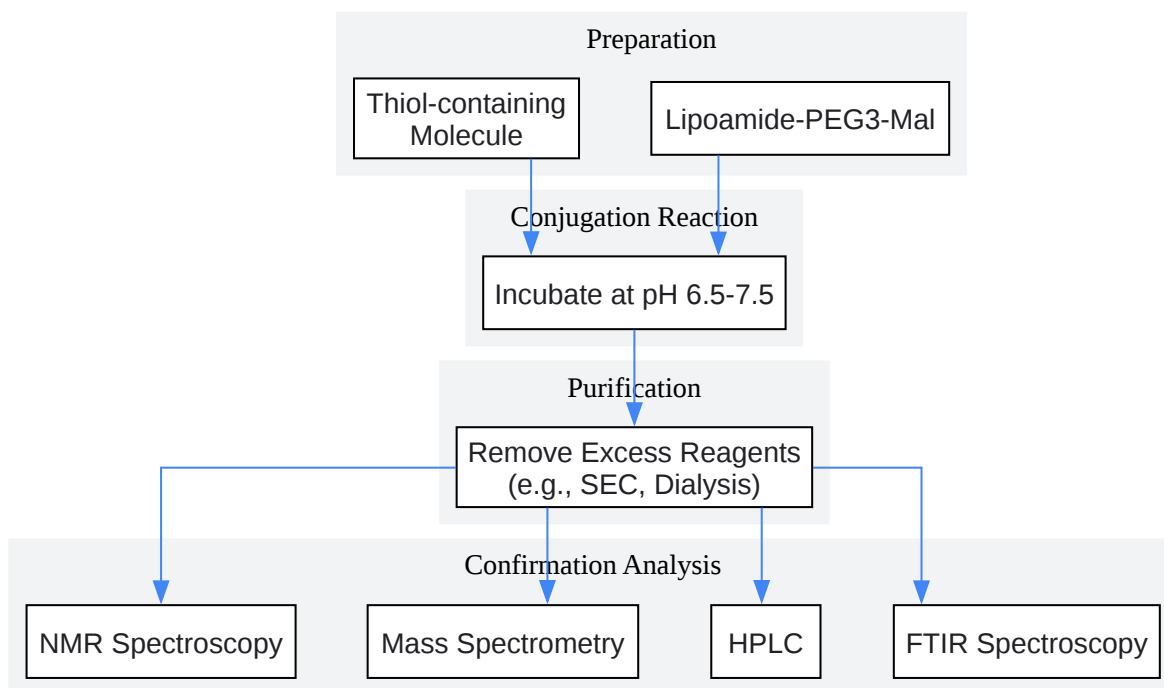 Preparation
Thiol-containing
Molecule
Lipoamide-PEG3-Mal
Conjugation Reaction
Incubate at pH 6.5-7.5
Purification
Remove Excess Reagents
(e.g., SEC, Dialysis)
Confirmation Analysis
NMR Spectroscopy
Mass Spectrometry
HPLC
FTIR Spectroscopy